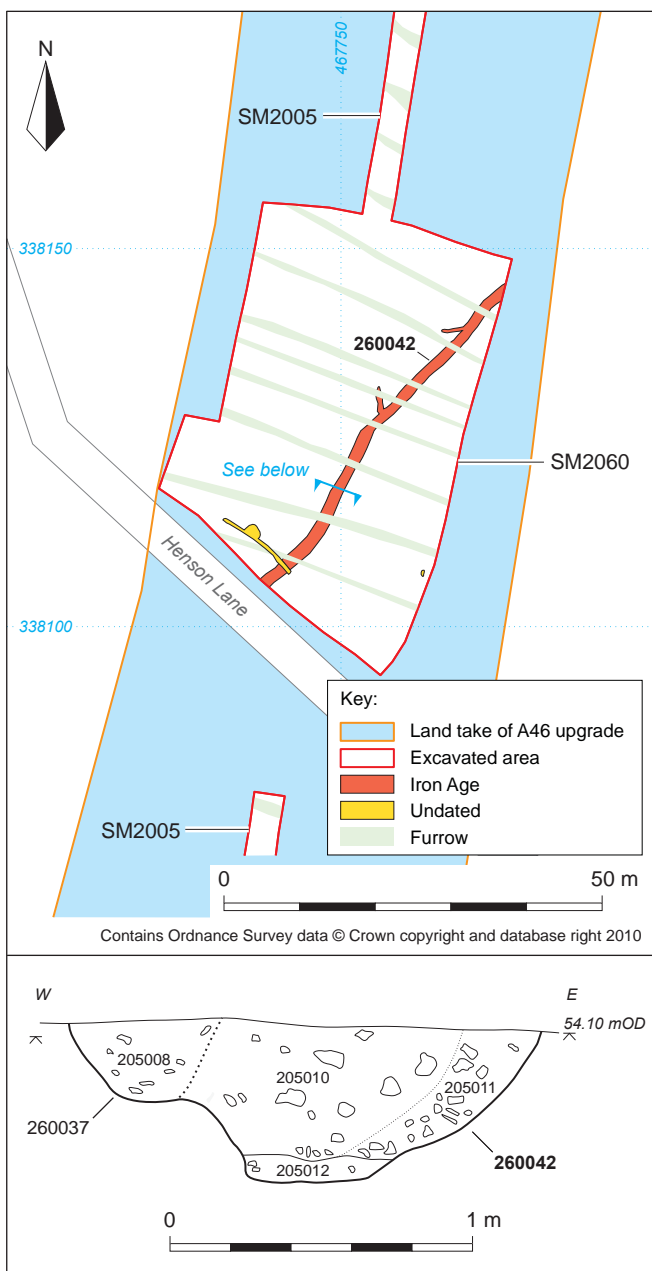 N
467750
SM2005
338150
260042
See below
SM2060
Henson Lane
338100
Key:
Land take of A46 upgrade
Excavated area
Iron Age
Undated
Furrow
SM2005
0 50 m
Contains Ordnance Survey data © Crown copyright and database right 2010
W E
54.10 mOD
205008
205010
205011
260037
205012
260042
0 1 m